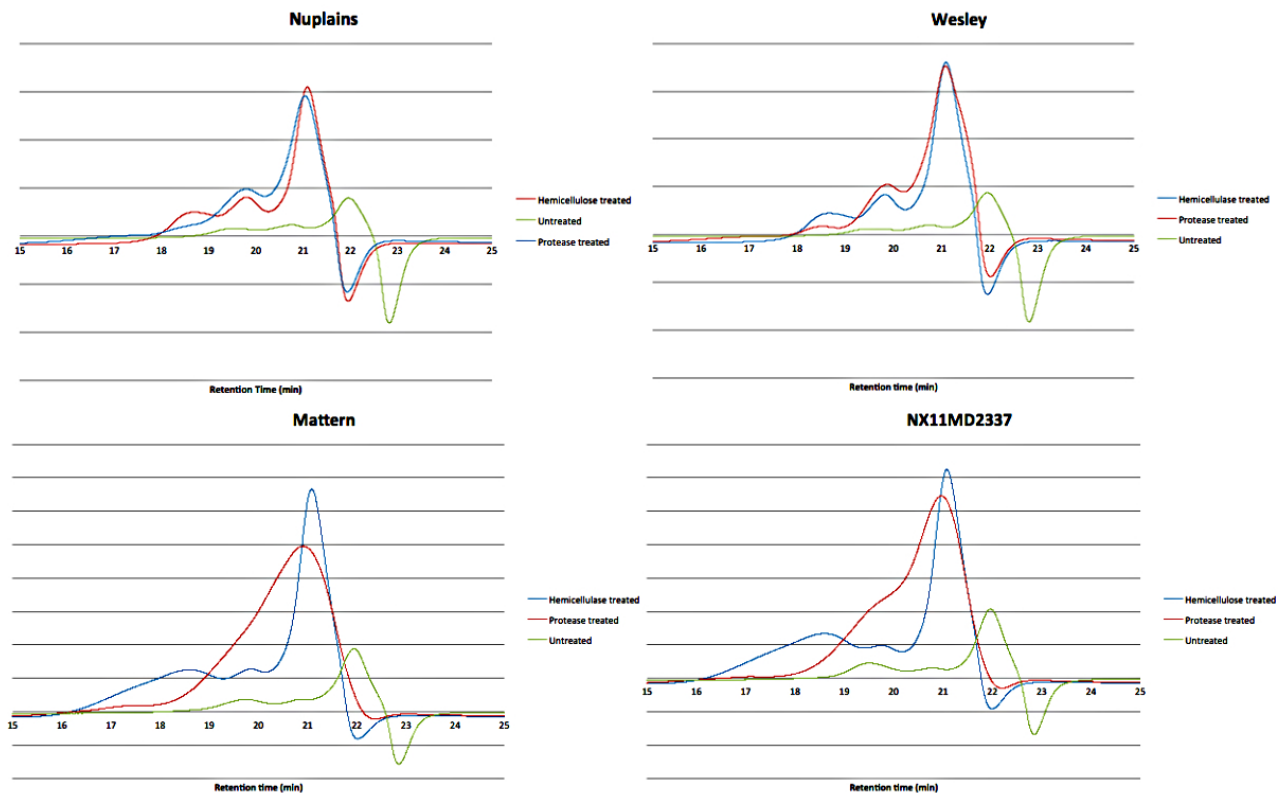 Nuplains
15 16 17 18 19 20 21 22 23 24 25
Hemicellulose treated
Untreated
Protease treated
Retention Time (min)
Wesley
15 16 17 18 19 20 21 22 23 24 25
Hemicellulase treated
Protease treated
Untreated
Retention time (min)
Mattern
15 16 17 18 19 20 21 22 23 24 25
Hemicellulase treated
Protease treated
Untreated
Retention time (min)
NX11MD2337
15 16 17 18 19 20 21 22 23 24 25
Hemicellulase treated
Protease treated
Untreated
Retention time (min)